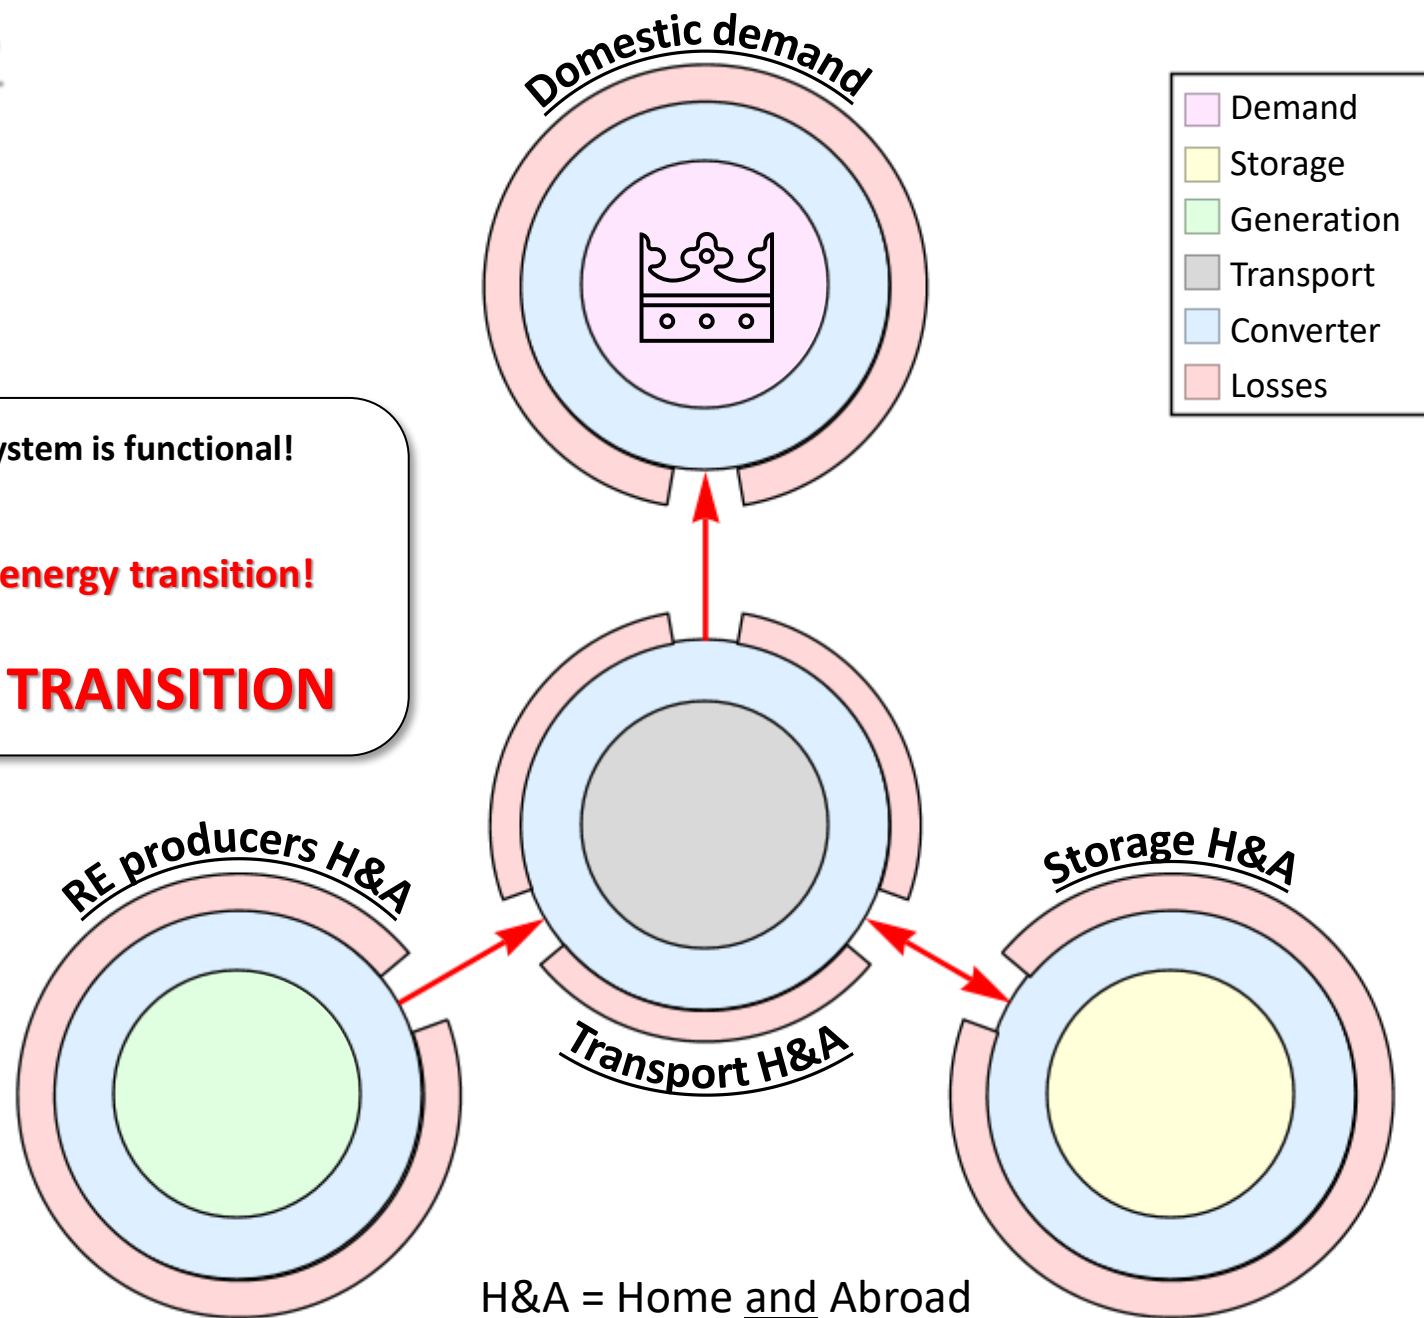 Domestic demand
Demand
Storage
Generation
Transport
Converter
Losses
system is functional!
energy transition!
TRANSITION
RE producers H&A
Storage H&A
Transport H&A
H&A = Home and Abroad